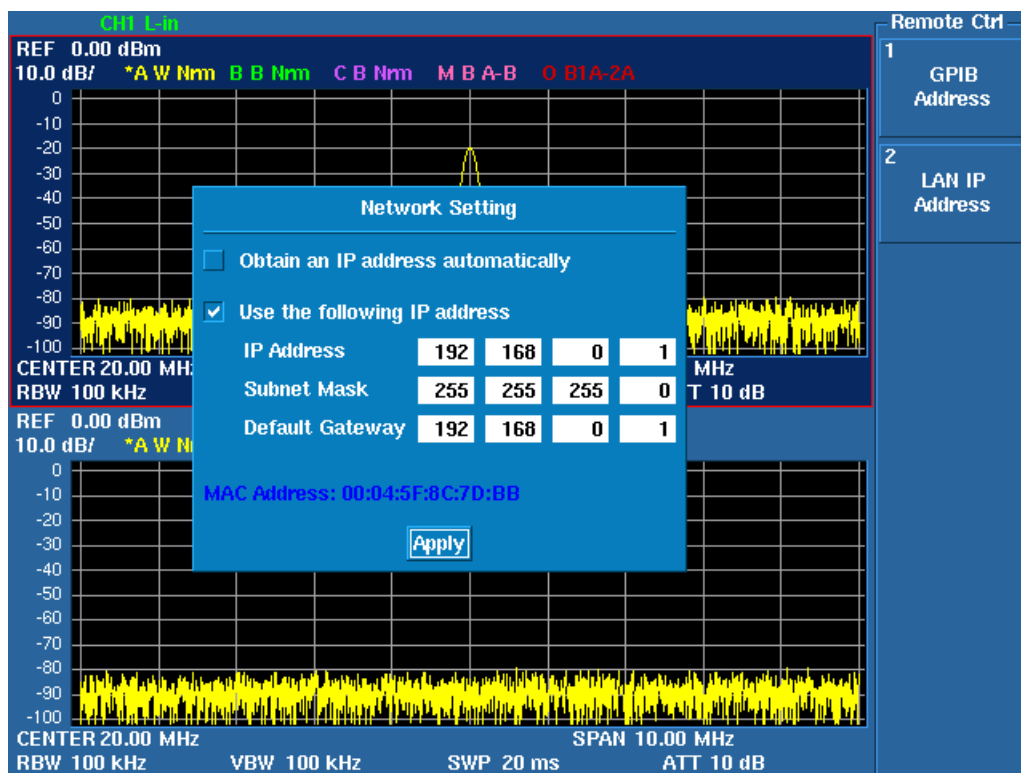 CH1 L-in
Remote Ctrl
REF 0.00 dBm
10.0 dB/ *A W Nrm B B Nrm C B Nrm M B A-B O B1A-2A
0
-10
-20
-30
-40
-50
-60
-70
-80
-90
-100
CENTER 20.00 MHz
MHz
RBW 100 kHz
T 10 dB
1
GPIB
Address
2
LAN IP
Address
Network Setting
Obtain an IP address automatically
Use the following IP address
IP Address 192 168 0 1
Subnet Mask 255 255 255 0
Default Gateway 192 168 0 1
MAC Address: 00:04:5F:8C:7D:BB
Apply
REF 0.00 dBm
10.0 dB/ *A W N
0
-10
-20
-30
-40
-50
-60
-70
-80
-90
-100
CENTER 20.00 MHz SPAN 10.00 MHz
RBW 100 kHz VBW 100 kHz SWP 20 ms ATT 10 dB